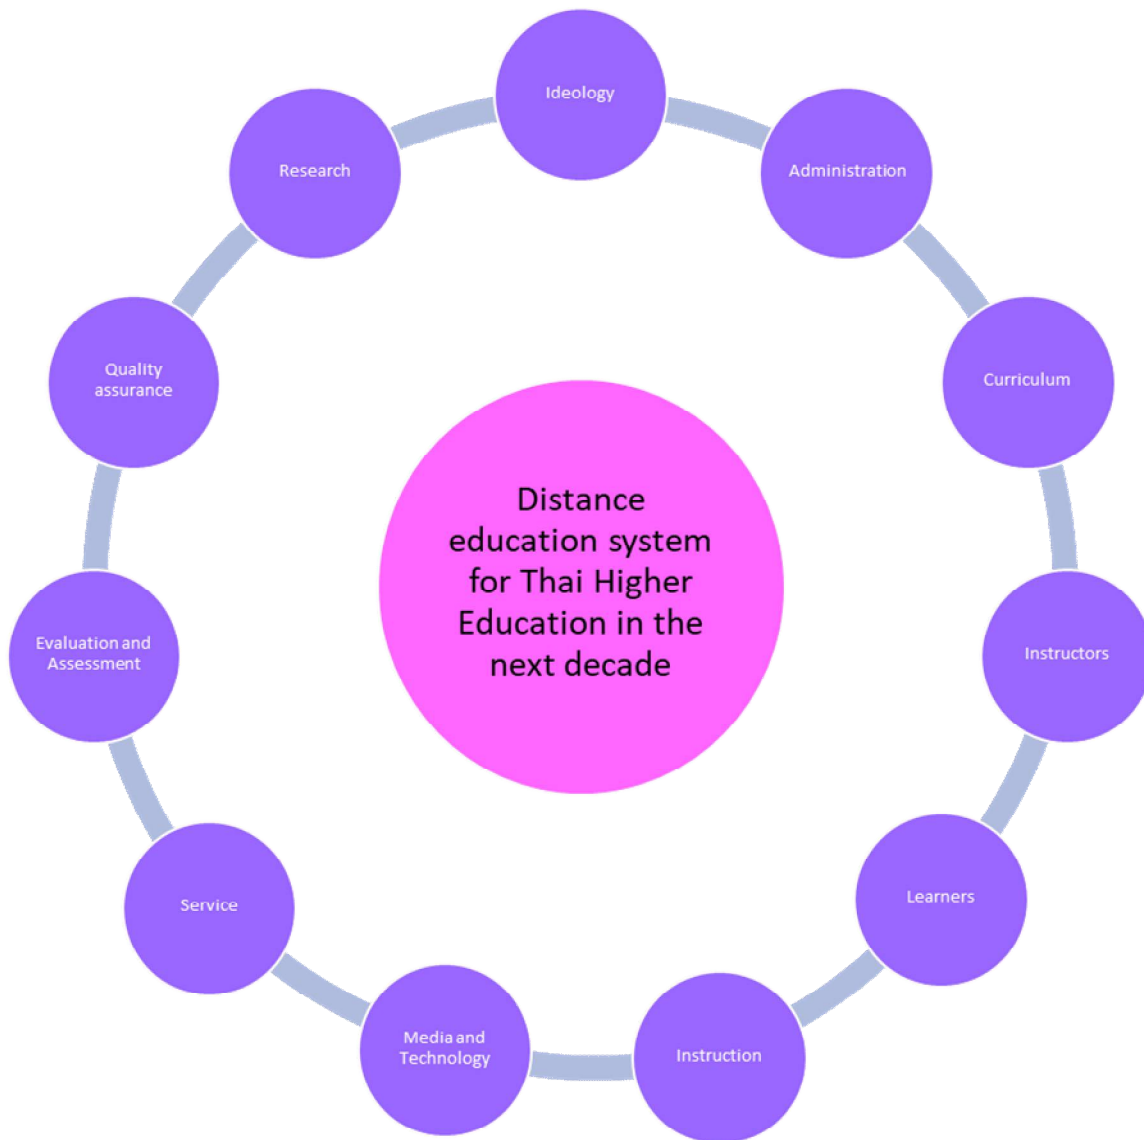 Ideology
Administration
Curriculum
Instructors
Learners
Instruction
Media and
Technology
Service
Evaluation and
Assessment
Quality
assurance
Research
Distance
education system
for Thai Higher
Education in the
next decade